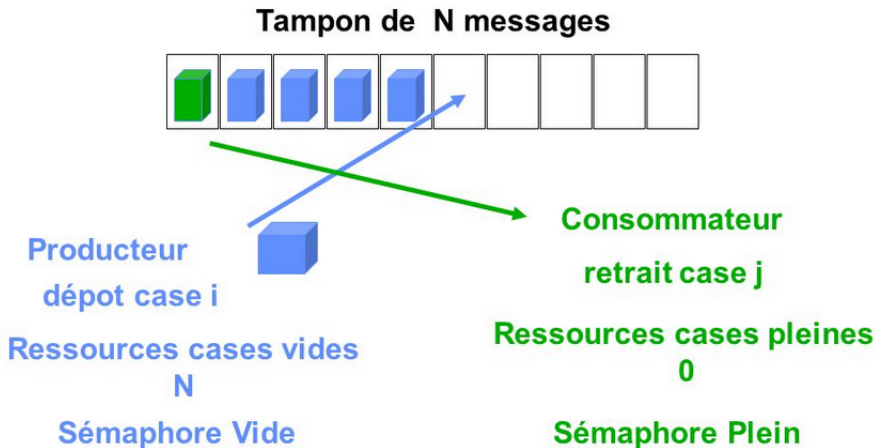 Tampon de N messages
Producteur
dépot case i
Ressources cases vides
N
Sémaphore Vide
Consommateur
retrait case j
Ressources cases pleines
0
Sémaphore Plein